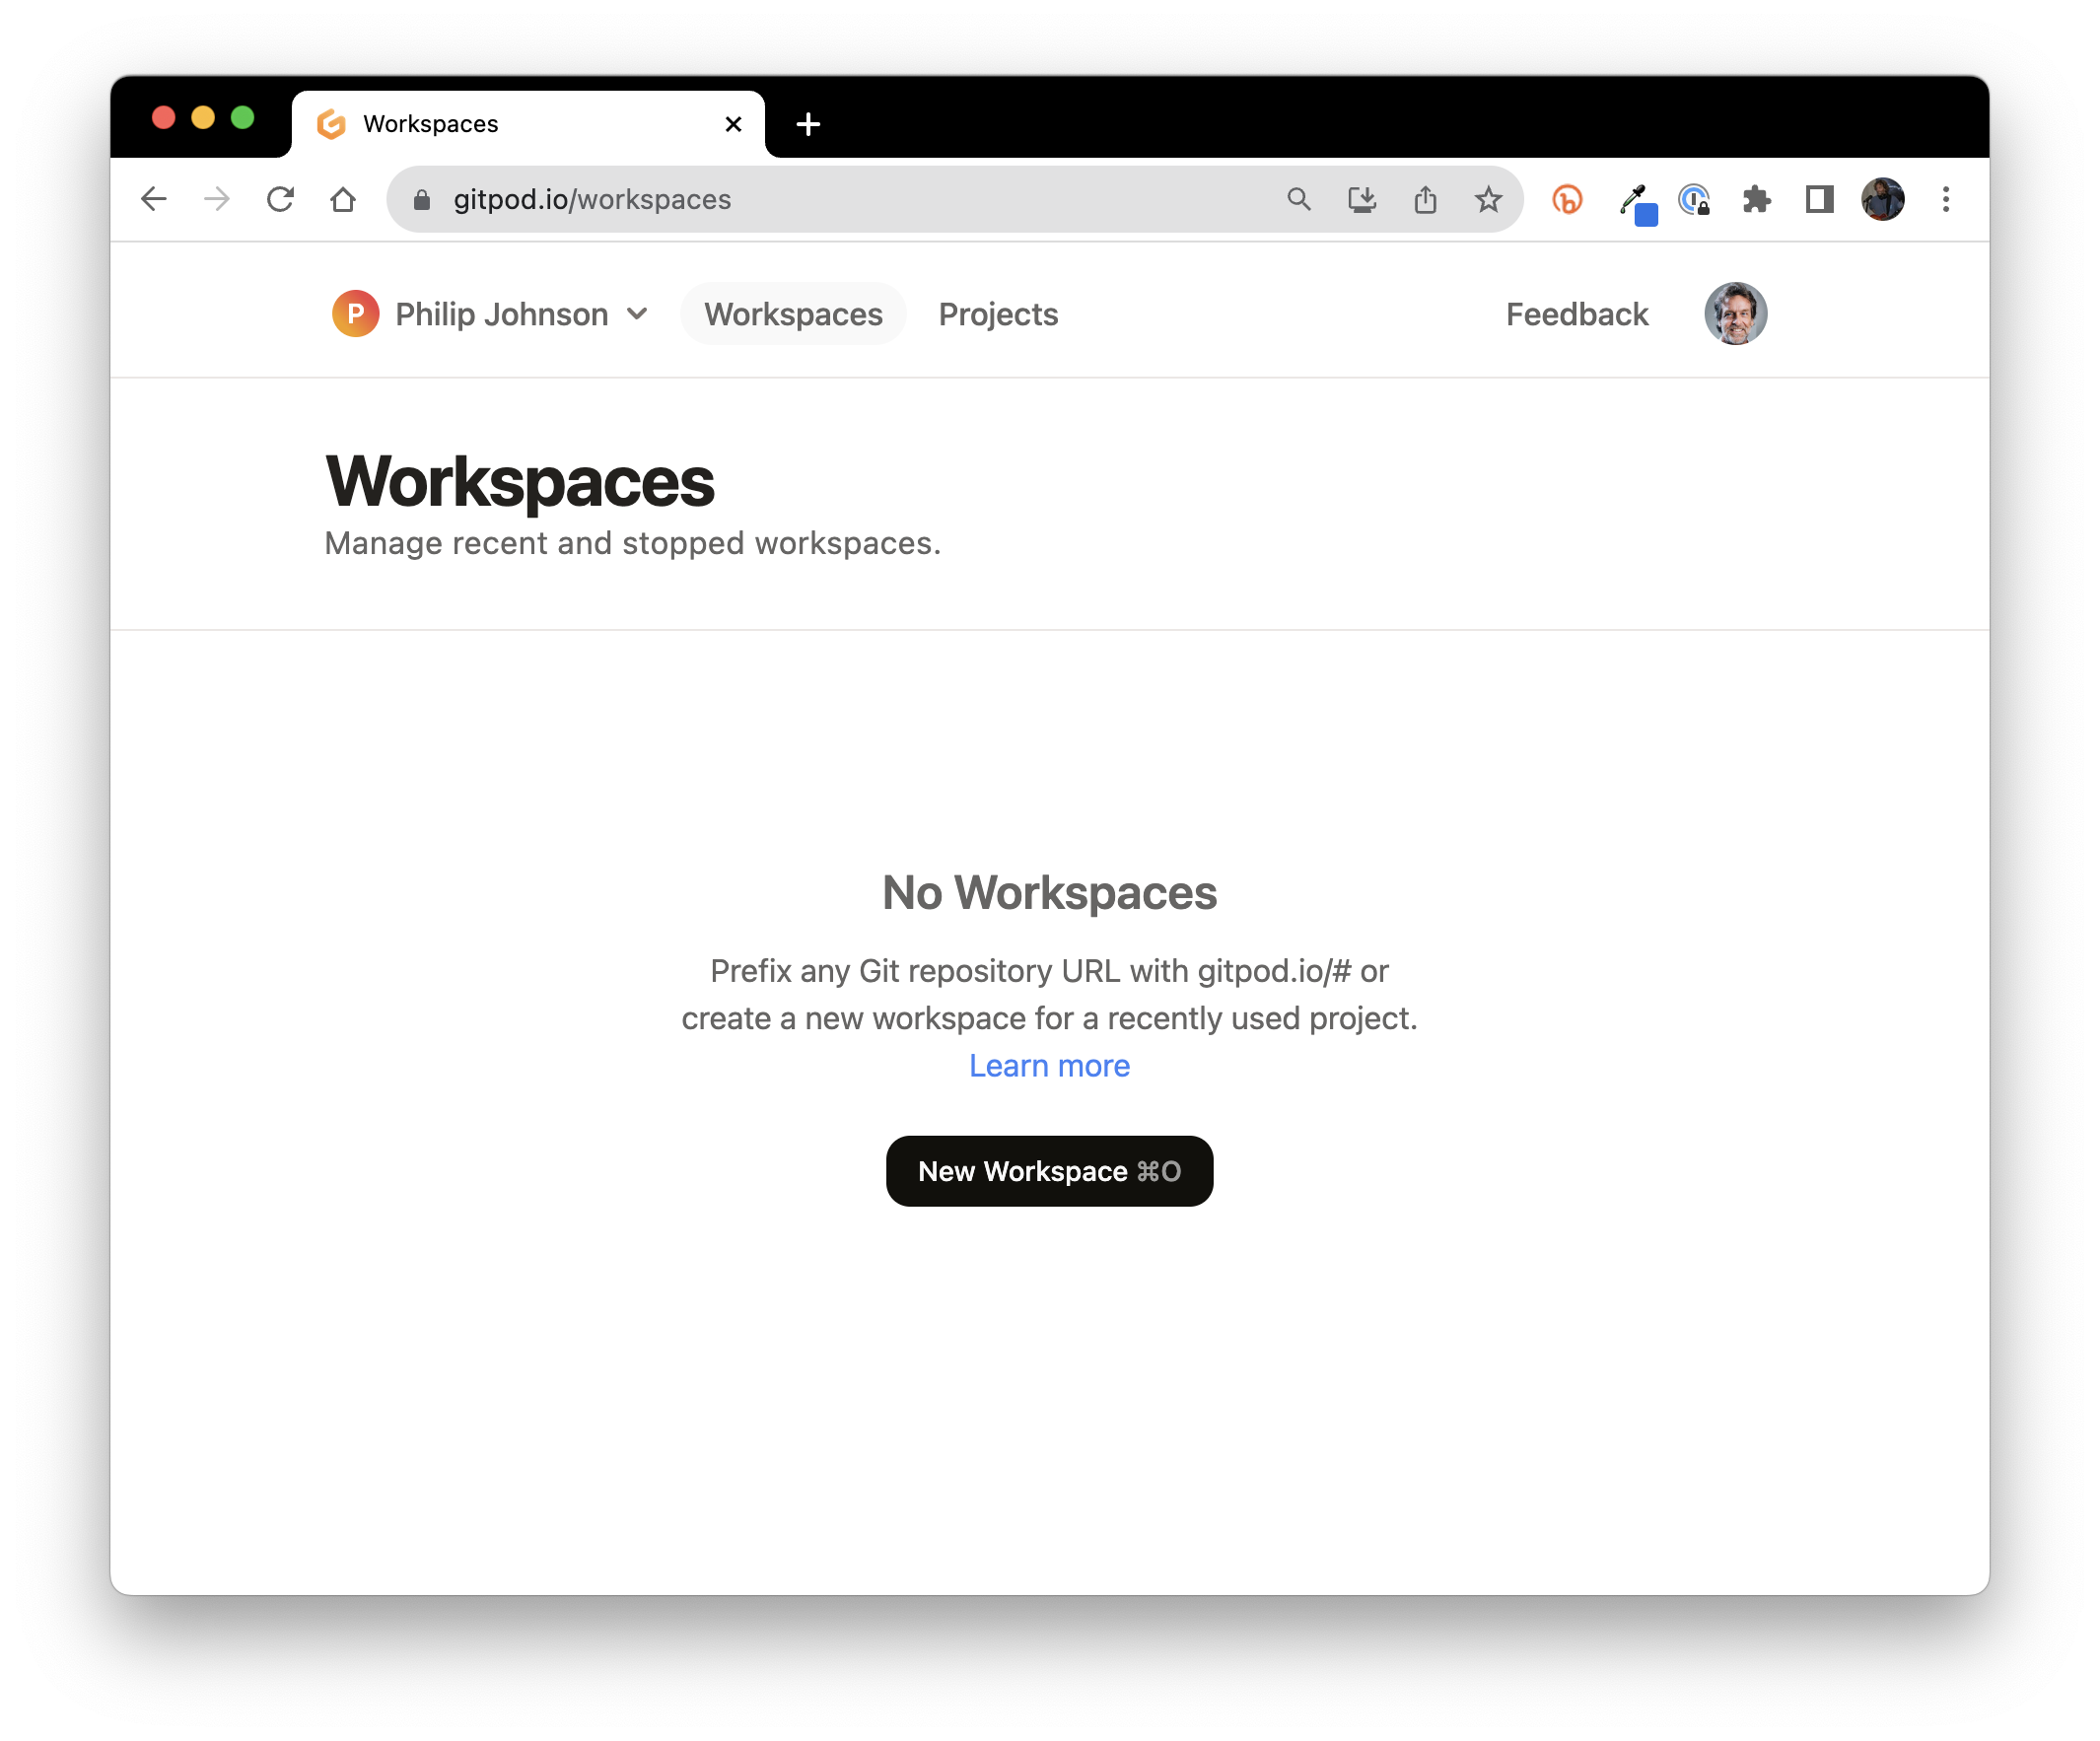 Workspaces
gitpod.io/workspaces
P Philip Johnson Workspaces Projects Feedback
Workspaces
Manage recent and stopped workspaces.
No Workspaces
Prefix any Git repository URL with gitpod.io/# or
create a new workspace for a recently used project.
Learn more
New Workspace ⌘O